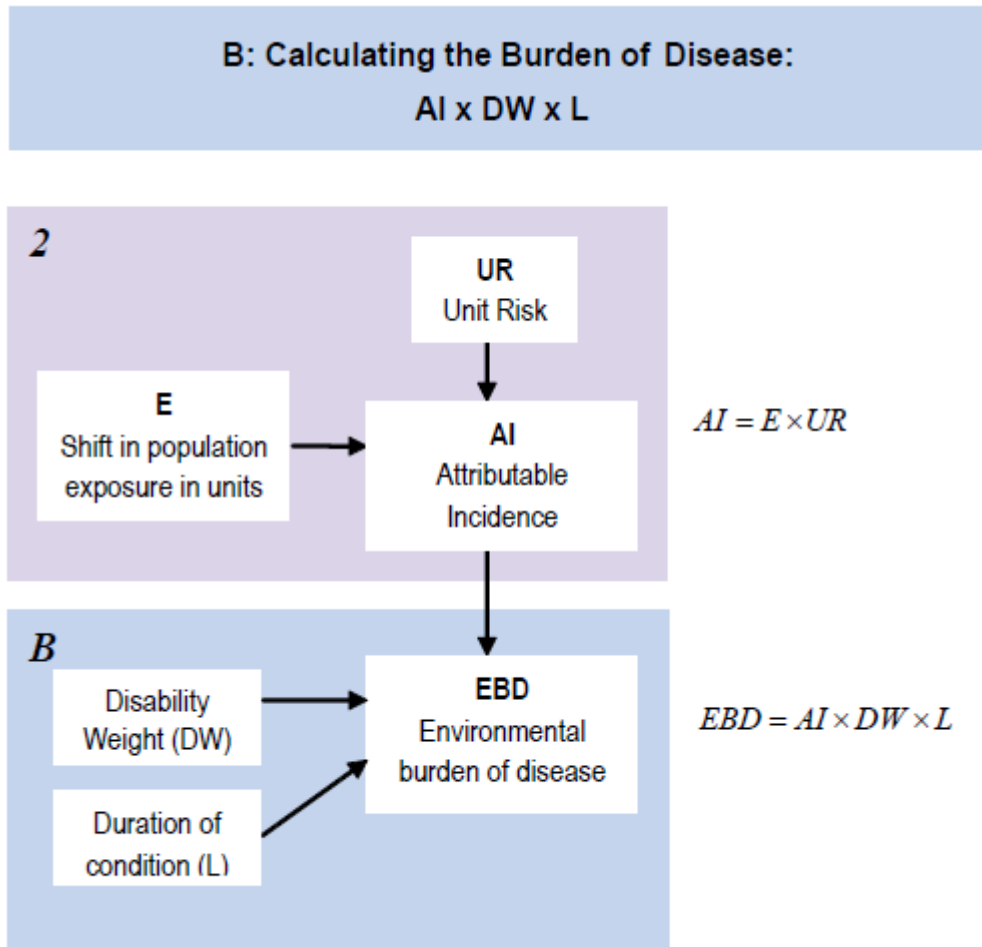 B: Calculating the Burden of Disease:
AI x DW x L
2
UR
Unit Risk
E
Shift in population
exposure in units
AI
Attributable
Incidence
AI = E × UR
B
Disability
Weight (DW)
EBD
Environmental
burden of disease
EBD = AI × DW × L
Duration of
condition (L)